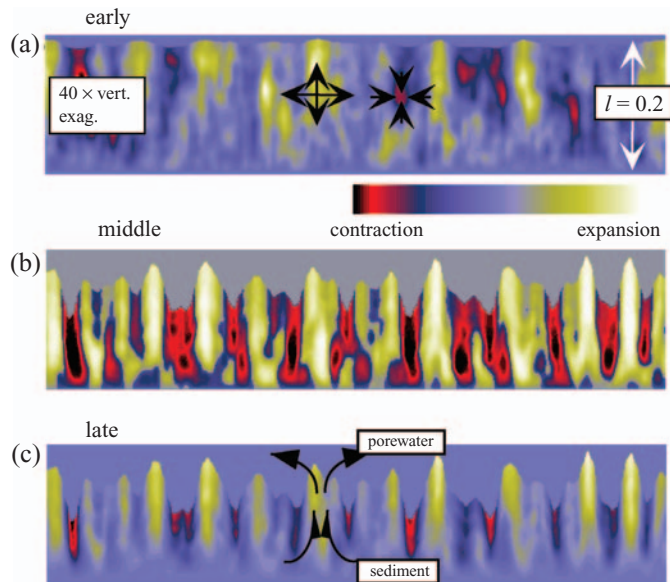 early
(a)
40 × vert.
exag.
l = 0.2
contraction
expansion
middle
(b)
late
(c)
porewater
sediment